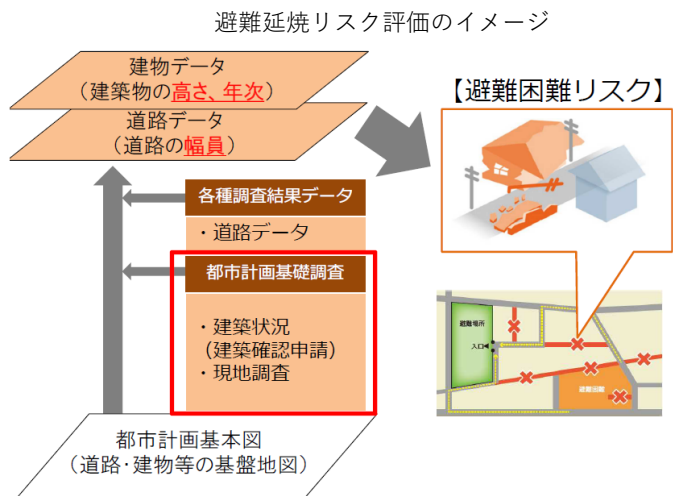 避難延焼リスク評価のイメージ
建物データ
（建築物の高さ、年次）
道路データ
（道路の幅員）
【避難困難リスク】
各種調査結果データ
・道路データ
都市計画基礎調査
・建築状況
(建築確認申請)
・現地調査
避難場所
入口
避難困難
都市計画基本図
（道路・建物等の基盤地図）